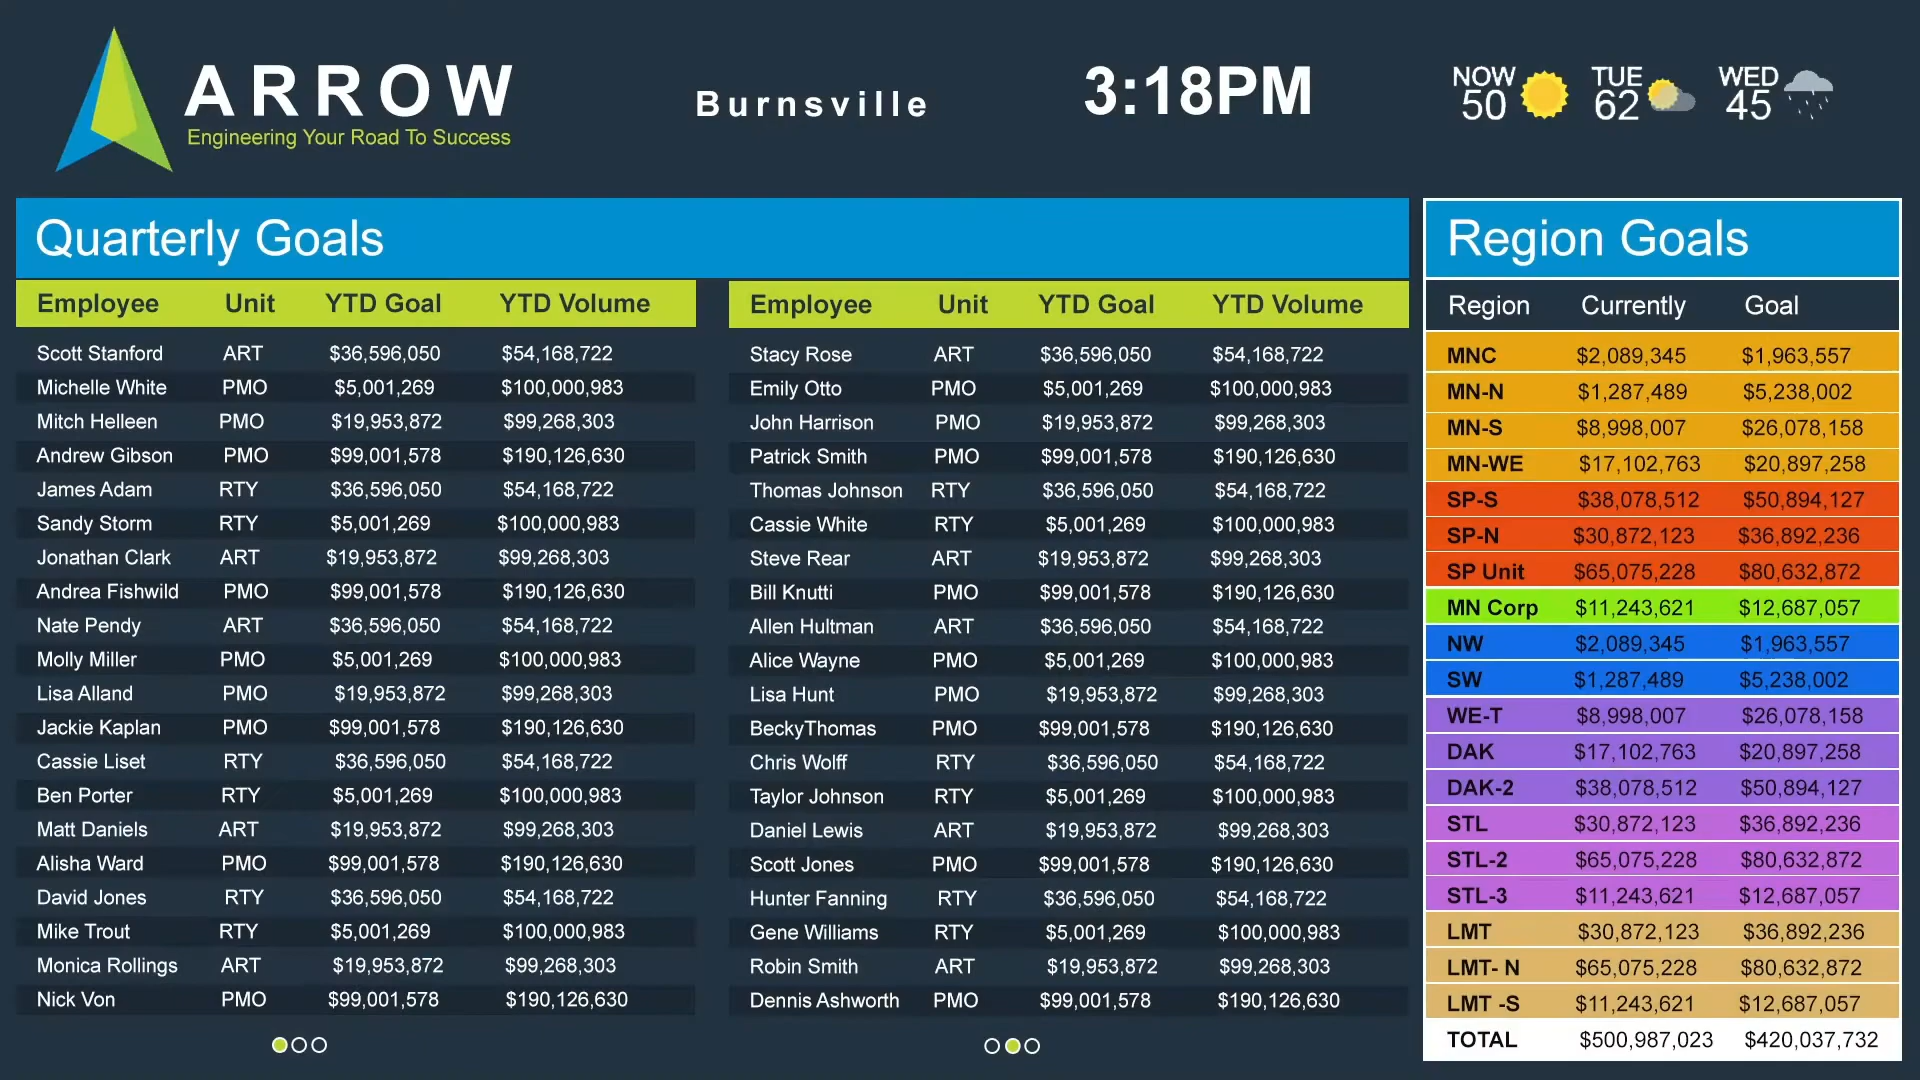 ARROW
Engineering Your Road To Success
Burnsville
3:18PM
NOW 50
TUE 62
WED 45
Quarterly Goals
Employee Unit YTD Goal YTD Volume
Scott Stanford ART $36,596,050 $54,168,722
Michelle White PMO $5,001,269 $100,000,983
Mitch Helleen PMO $19,953,872 $99,268,303
Andrew Gibson PMO $99,001,578 $190,126,630
James Adam RTY $36,596,050 $54,168,722
Sandy Storm RTY $5,001,269 $100,000,983
Jonathan Clark ART $19,953,872 $99,268,303
Andrea Fishwild PMO $99,001,578 $190,126,630
Nate Pendy ART $36,596,050 $54,168,722
Molly Miller PMO $5,001,269 $100,000,983
Lisa Alland PMO $19,953,872 $99,268,303
Jackie Kaplan PMO $99,001,578 $190,126,630
Cassie Liset RTY $36,596,050 $54,168,722
Ben Porter RTY $5,001,269 $100,000,983
Matt Daniels ART $19,953,872 $99,268,303
Alisha Ward PMO $99,001,578 $190,126,630
David Jones RTY $36,596,050 $54,168,722
Mike Trout RTY $5,001,269 $100,000,983
Monica Rollings ART $19,953,872 $99,268,303
Nick Von PMO $99,001,578 $190,126,630
Employee Unit YTD Goal YTD Volume
Stacy Rose ART $36,596,050 $54,168,722
Emily Otto PMO $5,001,269 $100,000,983
John Harrison PMO $19,953,872 $99,268,303
Patrick Smith PMO $99,001,578 $190,126,630
Thomas Johnson RTY $36,596,050 $54,168,722
Cassie White RTY $5,001,269 $100,000,983
Steve Rear ART $19,953,872 $99,268,303
Bill Knutti PMO $99,001,578 $190,126,630
Allen Hultman ART $36,596,050 $54,168,722
Alice Wayne PMO $5,001,269 $100,000,983
Lisa Hunt PMO $19,953,872 $99,268,303
BeckyThomas PMO $99,001,578 $190,126,630
Chris Wolff RTY $36,596,050 $54,168,722
Taylor Johnson RTY $5,001,269 $100,000,983
Daniel Lewis ART $19,953,872 $99,268,303
Scott Jones PMO $99,001,578 $190,126,630
Hunter Fanning RTY $36,596,050 $54,168,722
Gene Williams RTY $5,001,269 $100,000,983
Robin Smith ART $19,953,872 $99,268,303
Dennis Ashworth PMO $99,001,578 $190,126,630
Region Goals
Region Currently Goal
MNC $2,089,345 $1,963,557
MN-N $1,287,489 $5,238,002
MN-S $8,998,007 $26,078,158
MN-WE $17,102,763 $20,897,258
SP-S $38,078,512 $50,894,127
SP-N $30,872,123 $36,892,236
SP Unit $65,075,228 $80,632,872
MN Corp $11,243,621 $12,687,057
NW $2,089,345 $1,963,557
SW $1,287,489 $5,238,002
WE-T $8,998,007 $26,078,158
DAK $17,102,763 $20,897,258
DAK-2 $38,078,512 $50,894,127
STL $30,872,123 $36,892,236
STL-2 $65,075,228 $80,632,872
STL-3 $11,243,621 $12,687,057
LMT $30,872,123 $36,892,236
LMT- N $65,075,228 $80,632,872
LMT -S $11,243,621 $12,687,057
TOTAL $500,987,023 $420,037,732